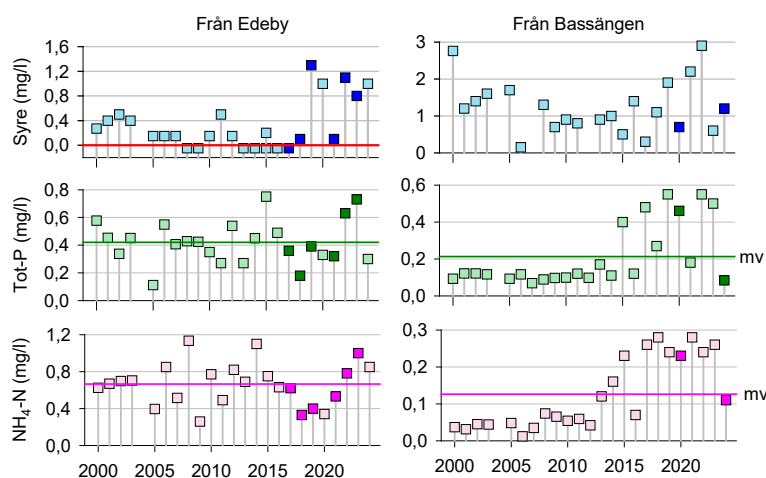 Från Edeby
Från Bassängen
Syre (mg/l)
1,6
1,2
0,8
0,4
0,0
3
2
1
0
Tot-P (mg/l)
0,8
0,6
0,4
0,2
0,0
0,6
0,4
0,2
0,0
mv
NH4-N (mg/l)
1,2
0,8
0,4
0,0
0,3
0,2
0,1
0,0
mv
2000 2005 2010 2015 2020
2000 2005 2010 2015 2020